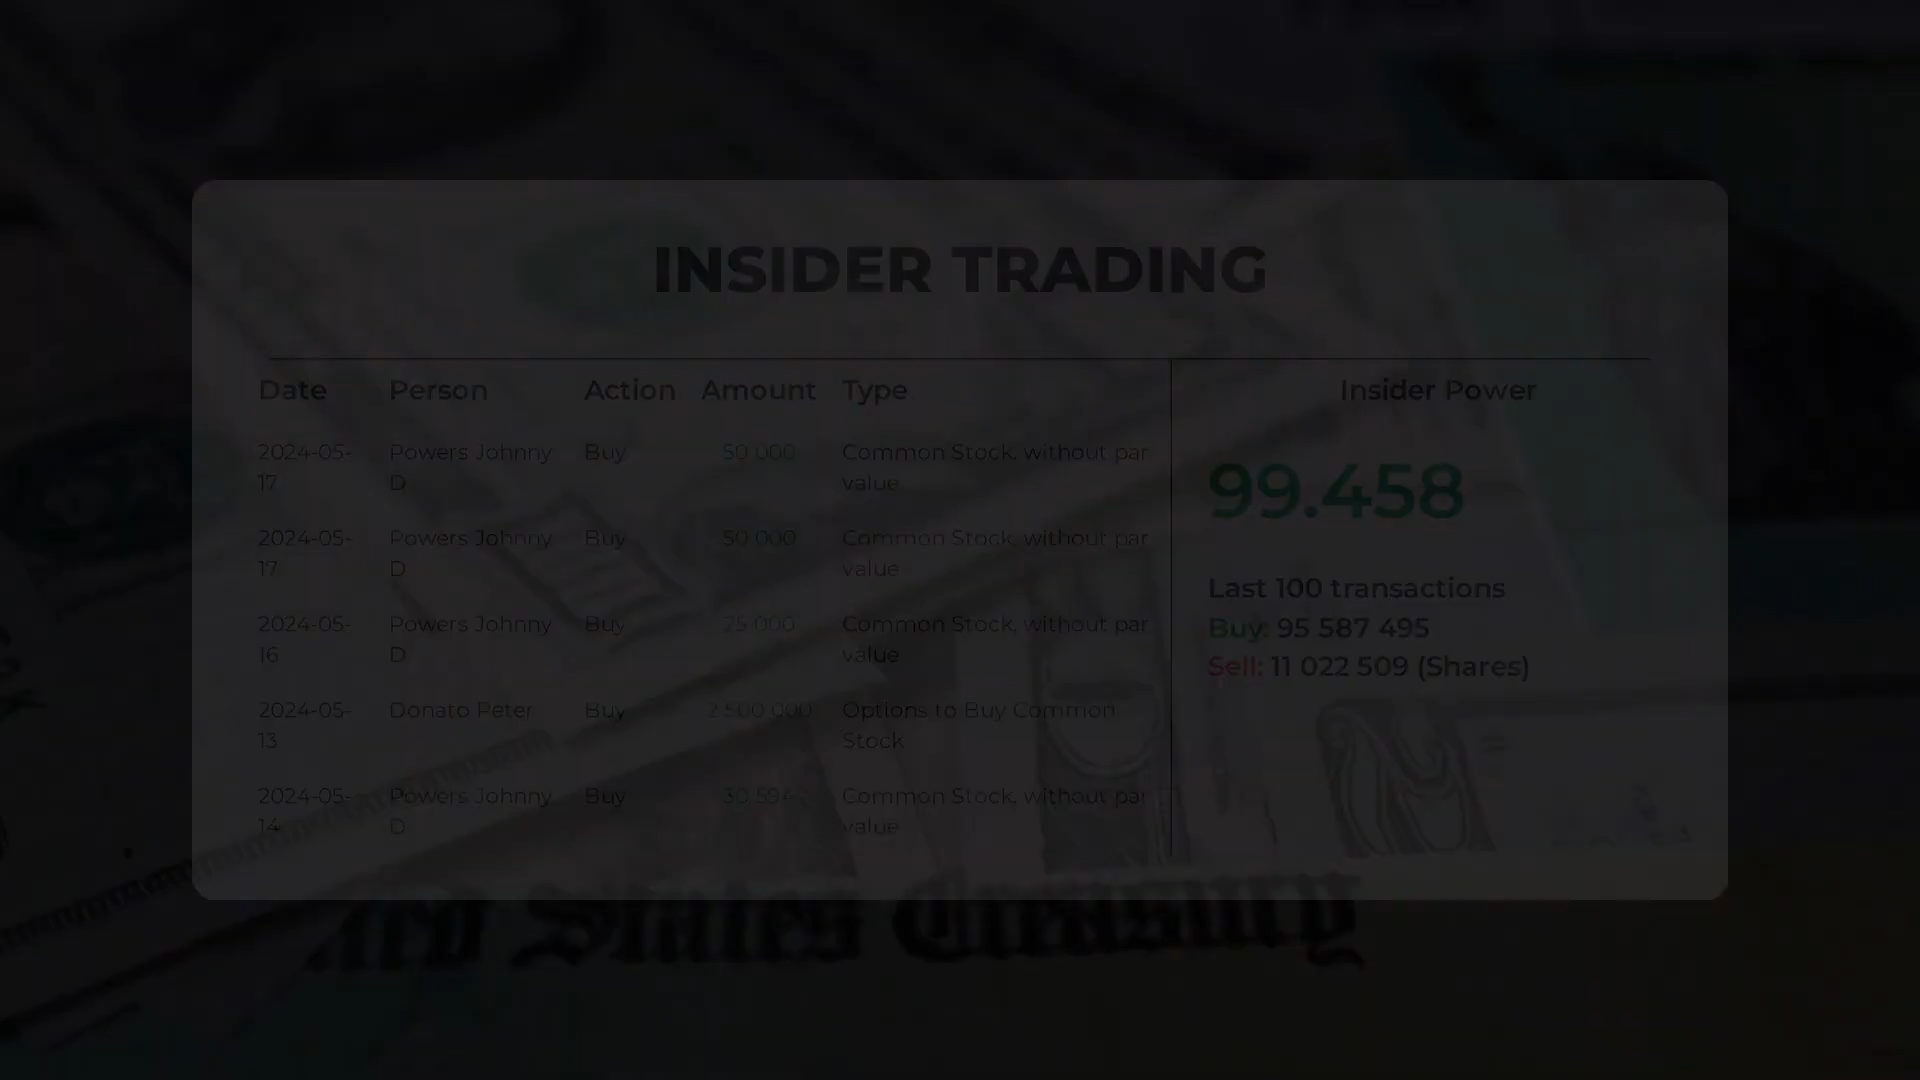 INSIDER TRADING
Date Person Action Amount Type
2024-05-17 Powers Johnny D Buy 50 000 Common Stock, without par value
2024-05-17 Powers Johnny D Buy 50 000 Common Stock, without par value
2024-05-16 Powers Johnny D Buy 25 000 Common Stock, without par value
2024-05-13 Donato Peter Buy 2 500 000 Options to Buy Common Stock
2024-05-14 Powers Johnny D Buy 30 594 Common Stock, without par value
Insider Power
99.458
Last 100 transactions
Buy: 95 587 495
Sell: 11 022 509 (Shares)
States Treasury